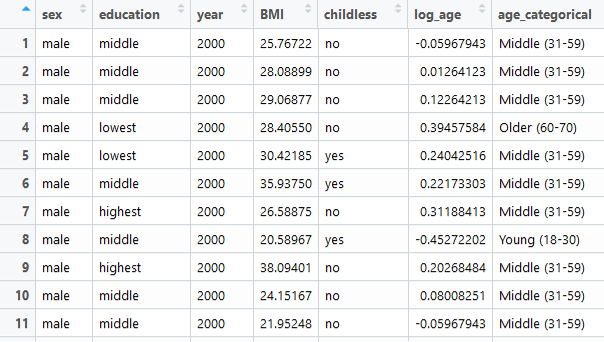 sex education year BMI childless log_age age_categorical
1 male middle 2000 25.76722 no -0.05967943 Middle (31-59)
2 male middle 2000 28.08899 no 0.01264123 Middle (31-59)
3 male middle 2000 29.06877 no 0.12264213 Middle (31-59)
4 male lowest 2000 28.40550 no 0.39457584 Older (60-70)
5 male lowest 2000 30.42185 yes 0.24042516 Middle (31-59)
6 male middle 2000 35.93750 yes 0.22173303 Middle (31-59)
7 male highest 2000 26.58875 no 0.31188413 Middle (31-59)
8 male middle 2000 20.58967 yes -0.45272202 Young (18-30)
9 male highest 2000 38.09401 no 0.20268484 Middle (31-59)
10 male middle 2000 24.15167 no 0.08008251 Middle (31-59)
11 male middle 2000 21.95248 no -0.05967943 Middle (31-59)